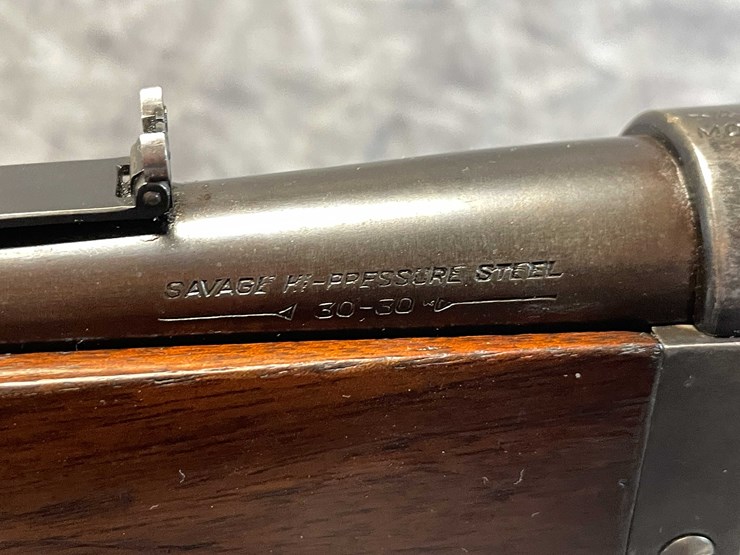 SAVAGE Hi-PRESSURE STEEL
30-30